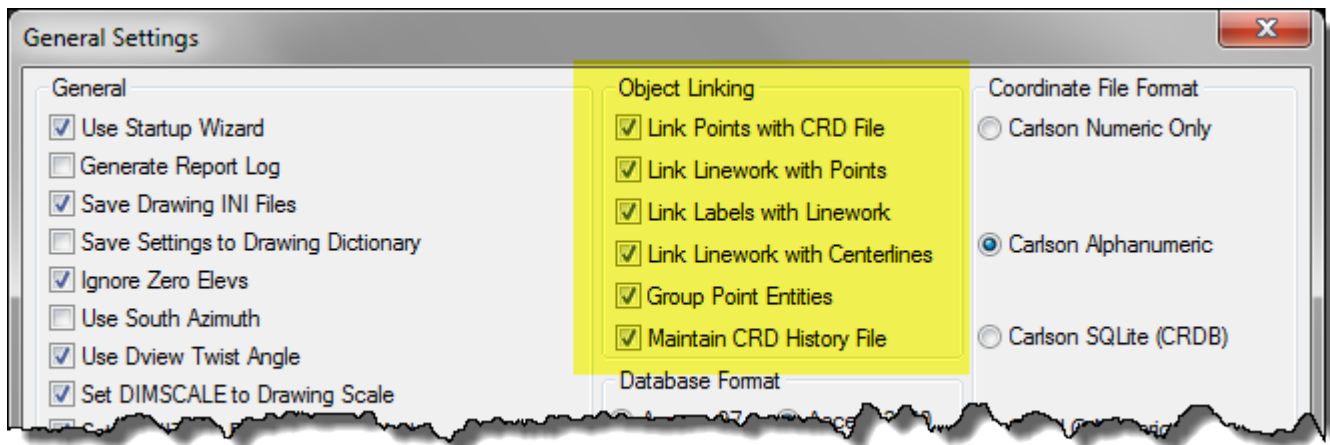 General Settings
X
General
Use Startup Wizard
Generate Report Log
Save Drawing INI Files
Save Settings to Drawing Dictionary
Ignore Zero Elevs
Use South Azimuth
Use Dview Twist Angle
Set DIMSCALE to Drawing Scale
Object Linking
Link Points with CRD File
Link Linework with Points
Link Labels with Linework
Link Linework with Centerlines
Group Point Entities
Maintain CRD History File
Database Format
Coordinate File Format
Carlson Numeric Only
Carlson Alphanumeric
Carlson SQLite (CRDB)